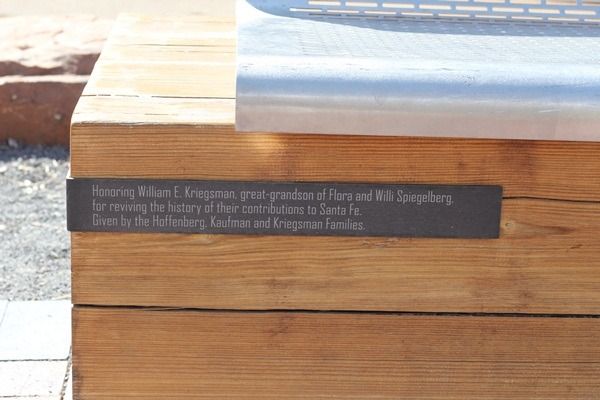 Honoring William E. Kriegsman, great-grandson of Flora and Willi Spiegelberg,
for reviving the history of their contributions to Santa Fe.
Given by the Hoffenberg, Kaufman and Kriegsman Families.